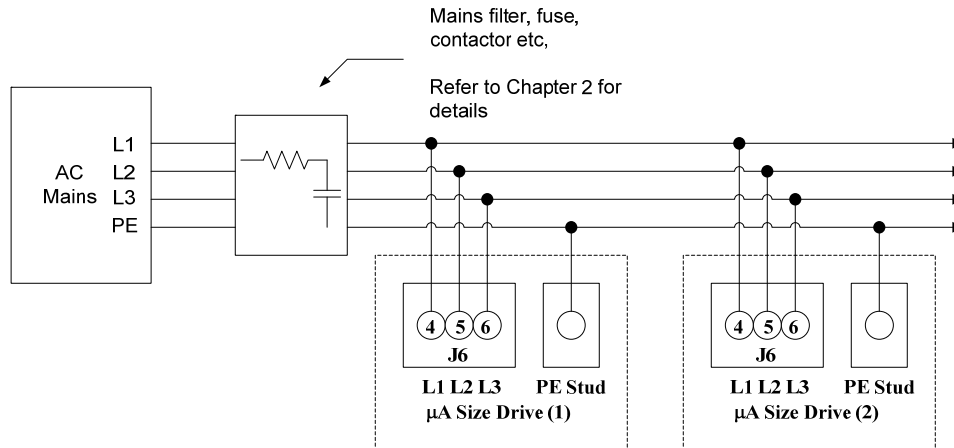 Mains filter, fuse,
contactor etc,
Refer to Chapter 2 for
details
AC
Mains
L1
L2
L3
PE
4 5 6
J6
L1 L2 L3 PE Stud
µA Size Drive (1)
4 5 6
J6
L1 L2 L3 PE Stud
µA Size Drive (2)